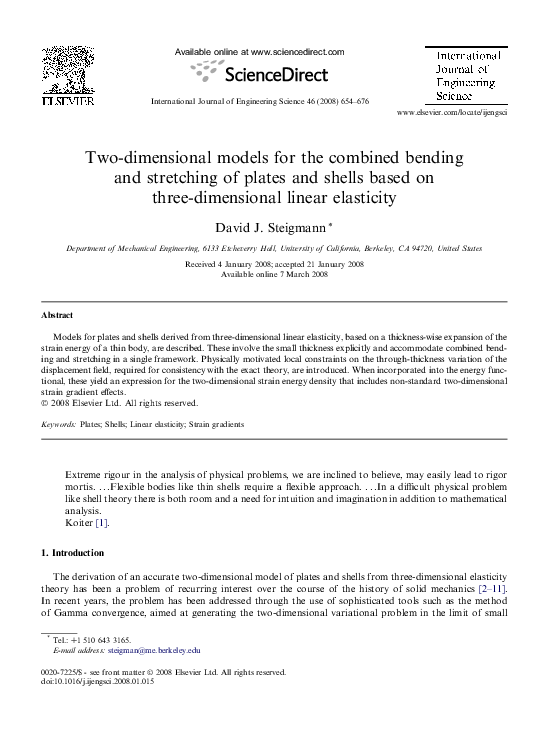 Available online at www.sciencedirect.com
ScienceDirect
ELSEVIER
International Journal of Engineering Science 46 (2008) 654–676
International
Journal of
Engineering
Science
www.elsevier.com/locate/ijengsci
Two-dimensional models for the combined bending
and stretching of plates and shells based on
three-dimensional linear elasticity
David J. Steigmann *
Department of Mechanical Engineering, 6133 Etcheverry Hall, University of California, Berkeley, CA 94720, United States
Received 4 January 2008; accepted 21 January 2008
Available online 7 March 2008
Abstract
Models for plates and shells derived from three-dimensional linear elasticity, based on a thickness-wise expansion of the
strain energy of a thin body, are described. These involve the small thickness explicitly and accommodate combined bend-
ing and stretching in a single framework. Physically motivated local constraints on the through-thickness variation of the
displacement field, required for consistency with the exact theory, are introduced. When incorporated into the energy func-
tional, these yield an expression for the two-dimensional strain energy density that includes non-standard two-dimensional
strain gradient effects.
© 2008 Elsevier Ltd. All rights reserved.
Keywords: Plates; Shells; Linear elasticity; Strain gradients
Extreme rigour in the analysis of physical problems, we are inclined to believe, may easily lead to rigor
mortis. ...Flexible bodies like thin shells require a flexible approach. ...In a difficult physical problem
like shell theory there is both room and a need for intuition and imagination in addition to mathematical
analysis.
Koiter [1].
1. Introduction
The derivation of an accurate two-dimensional model of plates and shells from three-dimensional elasticity
theory has been a problem of recurring interest over the course of the history of solid mechanics [2–11].
In recent years, the problem has been addressed through the use of sophisticated tools such as the method
of Gamma convergence, aimed at generating the two-dimensional variational problem in the limit of small
* Tel.: +1 510 643 3165.
E-mail address: steigman@me.berkeley.edu
0020-7225/$ - see front matter © 2008 Elsevier Ltd. All rights reserved.
doi:10.1016/j.ijengsci.2008.01.015